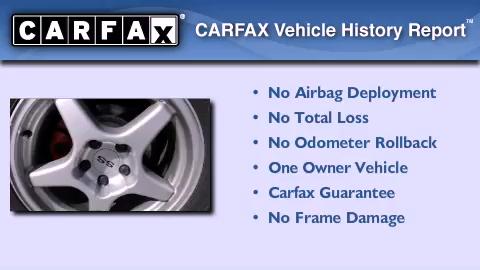 CARFAX® CARFAX Vehicle History Report™
• No Airbag Deployment
• No Total Loss
• No Odometer Rollback
• One Owner Vehicle
• Carfax Guarantee
• No Frame Damage
SS